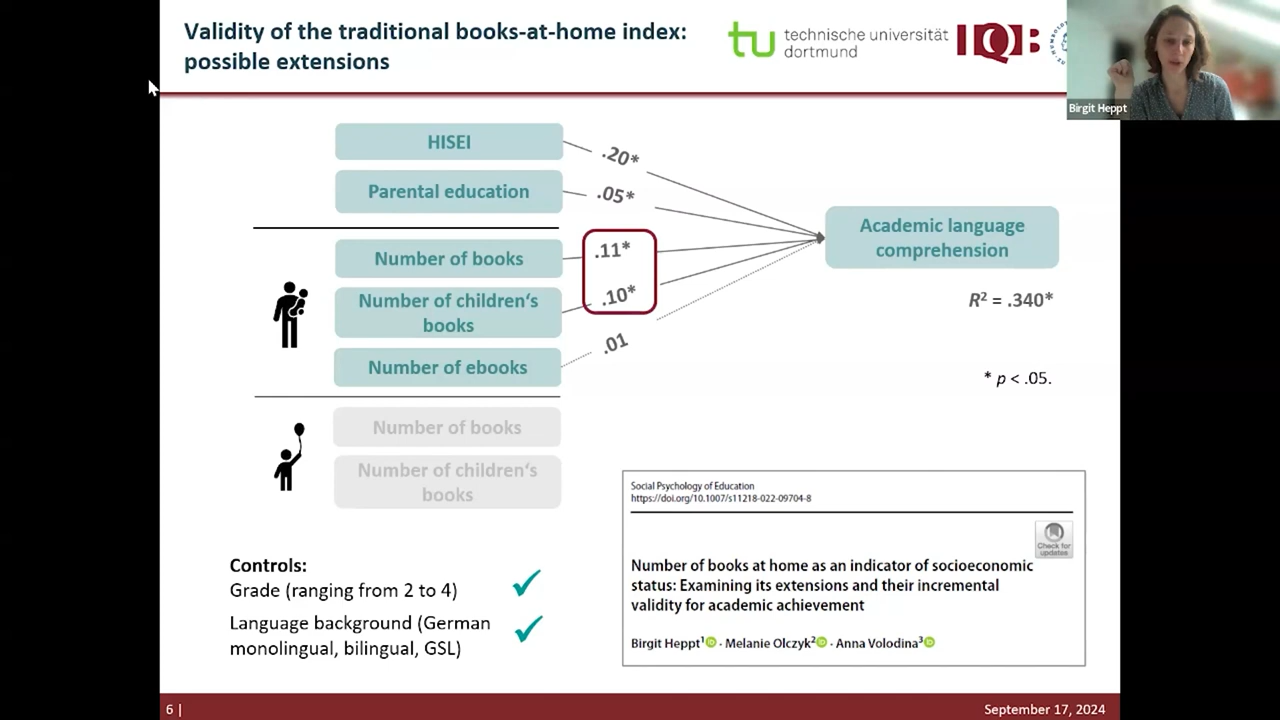 Validity of the traditional books-at-home index:
possible extensions
tu technische universität
dortmund
IQB
Birgit Heppt
HISEI
.20*
Parental education
.05*
Academic language
comprehension
Number of books
.11*
Number of children‘s
books
.10*
R² = .340*
Number of ebooks
.01
* p < .05.
Number of books
Number of children‘s
books
Social Psychology of Education
https://doi.org/10.1007/s11218-022-09704-8
Check for
updates
Number of books at home as an indicator of socioeconomic
status: Examining its extensions and their incremental
validity for academic achievement
Birgit Heppt¹ · Melanie Olczyk² · Anna Volodina³
Controls:
Grade (ranging from 2 to 4)
Language background (German
monolingual, bilingual, GSL)
6 |
September 17, 2024